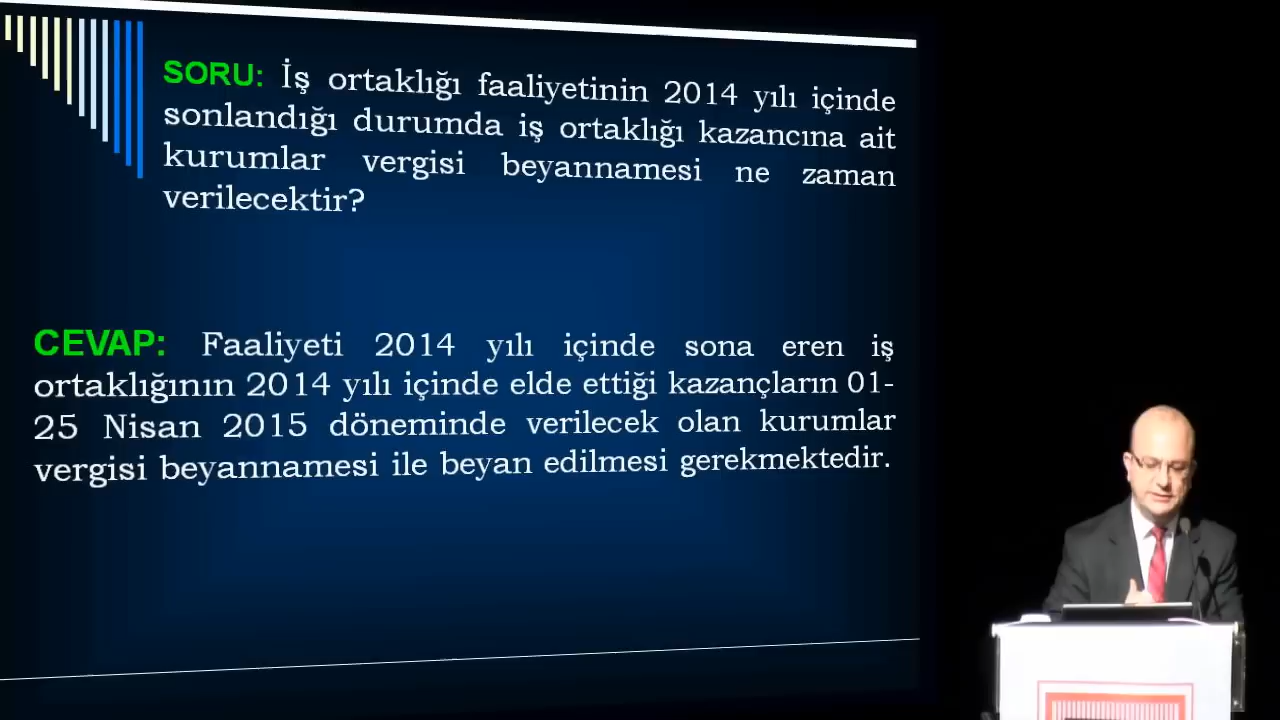 SORU: İş ortaklığı faaliyetinin 2014 yılı içinde
sonlandığı durumda iş ortaklığı kazancına ait
kurumlar vergisi beyannamesi ne zaman
verilecektir?
CEVAP: Faaliyeti 2014 yılı içinde sona eren iş
ortaklığının 2014 yılı içinde elde ettiği kazançların 01-
25 Nisan 2015 döneminde verilecek olan kurumlar
vergisi beyannamesi ile beyan edilmesi gerekmektedir.